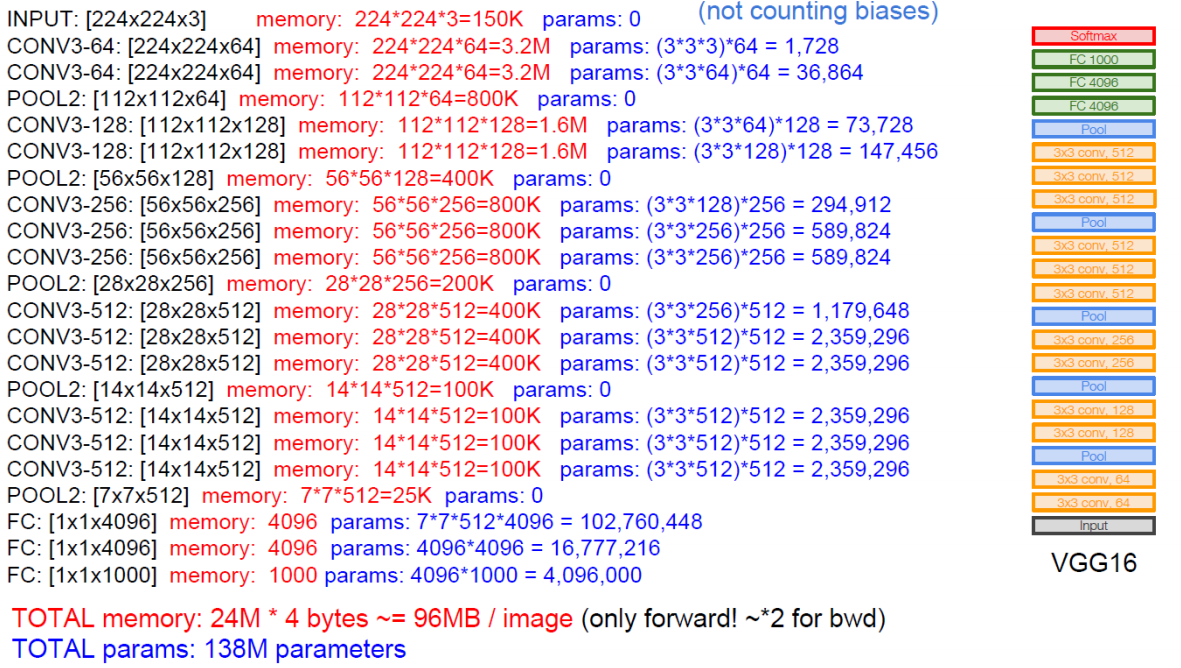 INPUT: [224x224x3] memory: 224*224*3=150K params: 0 (not counting biases)
CONV3-64: [224x224x64] memory: 224*224*64=3.2M params: (3*3*3)*64 = 1,728
CONV3-64: [224x224x64] memory: 224*224*64=3.2M params: (3*3*64)*64 = 36,864
POOL2: [112x112x64] memory: 112*112*64=800K params: 0
CONV3-128: [112x112x128] memory: 112*112*128=1.6M params: (3*3*64)*128 = 73,728
CONV3-128: [112x112x128] memory: 112*112*128=1.6M params: (3*3*128)*128 = 147,456
POOL2: [56x56x128] memory: 56*56*128=400K params: 0
CONV3-256: [56x56x256] memory: 56*56*256=800K params: (3*3*128)*256 = 294,912
CONV3-256: [56x56x256] memory: 56*56*256=800K params: (3*3*256)*256 = 589,824
CONV3-256: [56x56x256] memory: 56*56*256=800K params: (3*3*256)*256 = 589,824
POOL2: [28x28x256] memory: 28*28*256=200K params: 0
CONV3-512: [28x28x512] memory: 28*28*512=400K params: (3*3*256)*512 = 1,179,648
CONV3-512: [28x28x512] memory: 28*28*512=400K params: (3*3*512)*512 = 2,359,296
CONV3-512: [28x28x512] memory: 28*28*512=400K params: (3*3*512)*512 = 2,359,296
POOL2: [14x14x512] memory: 14*14*512=100K params: 0
CONV3-512: [14x14x512] memory: 14*14*512=100K params: (3*3*512)*512 = 2,359,296
CONV3-512: [14x14x512] memory: 14*14*512=100K params: (3*3*512)*512 = 2,359,296
CONV3-512: [14x14x512] memory: 14*14*512=100K params: (3*3*512)*512 = 2,359,296
POOL2: [7x7x512] memory: 7*7*512=25K params: 0
FC: [1x1x4096] memory: 4096 params: 7*7*512*4096 = 102,760,448
FC: [1x1x4096] memory: 4096 params: 4096*4096 = 16,777,216
FC: [1x1x1000] memory: 1000 params: 4096*1000 = 4,096,000
TOTAL memory: 24M * 4 bytes ~= 96MB / image (only forward! ~*2 for bwd)
TOTAL params: 138M parameters
Softmax
FC 1000
FC 4096
FC 4096
Pool
3x3 conv, 512
3x3 conv, 512
3x3 conv, 512
Pool
3x3 conv, 512
3x3 conv, 512
3x3 conv, 512
Pool
3x3 conv, 256
3x3 conv, 256
Pool
3x3 conv, 128
3x3 conv, 128
Pool
3x3 conv, 64
3x3 conv, 64
Input
VGG16